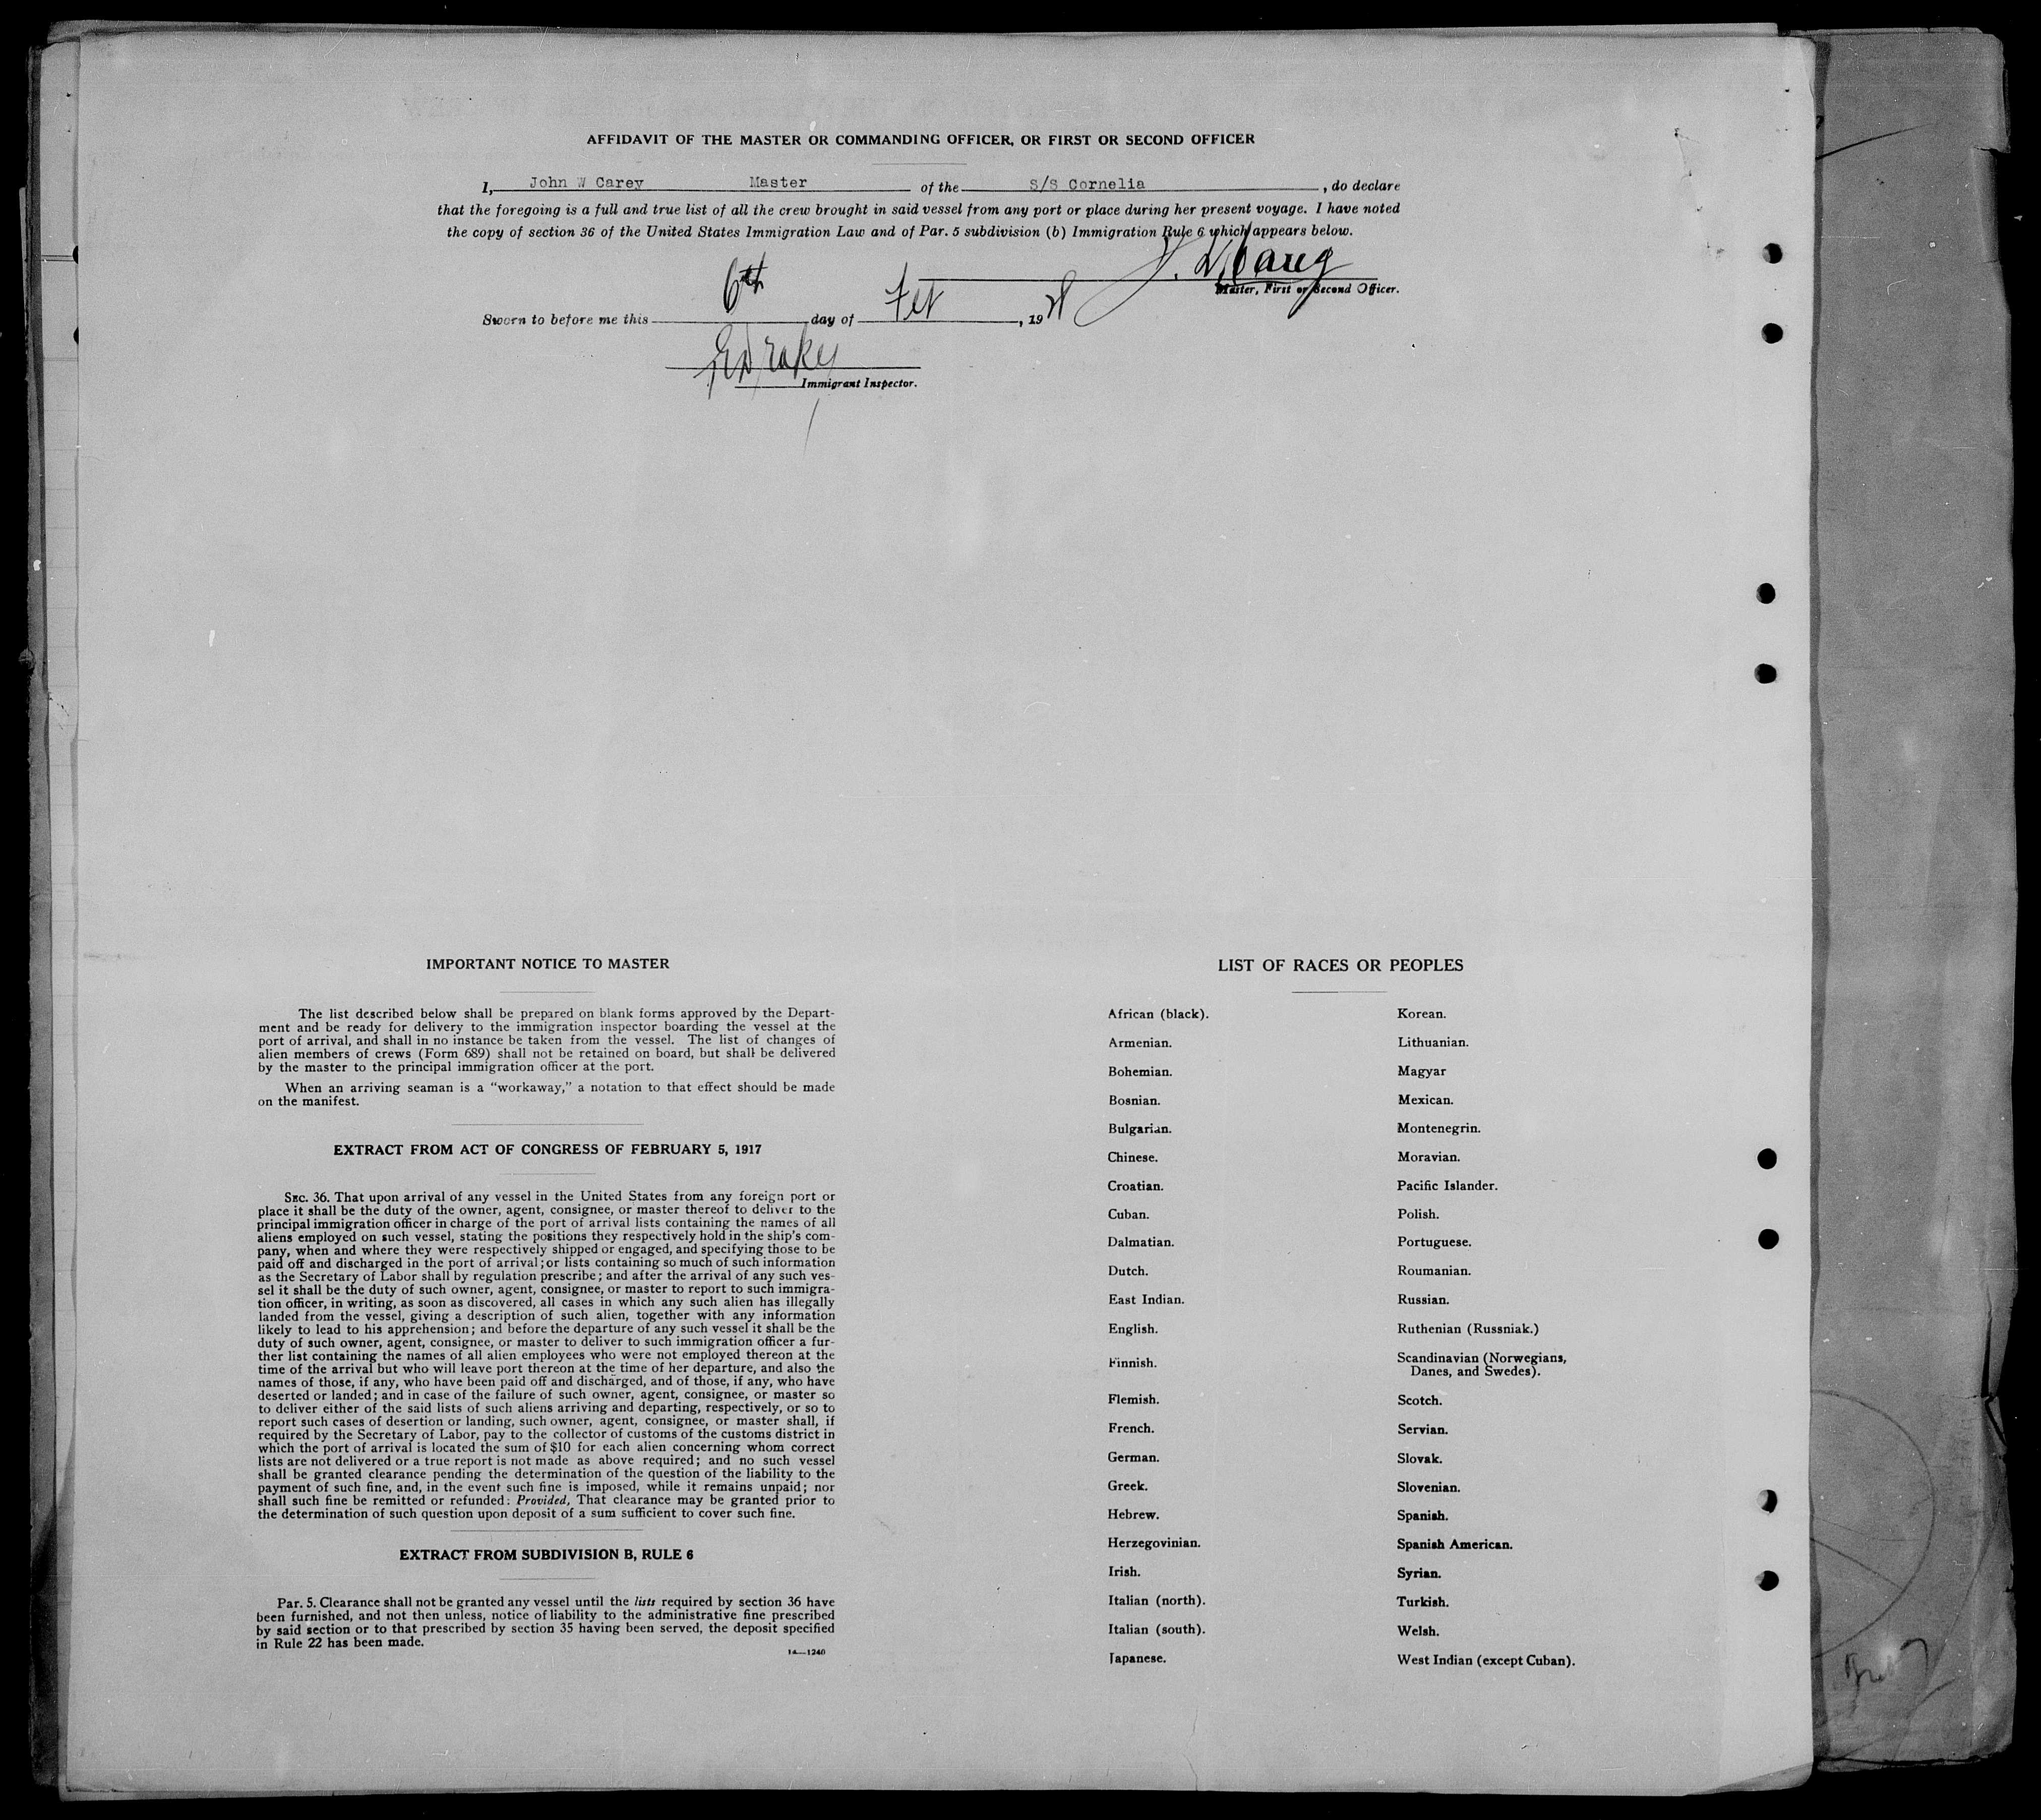 AFFIDAVIT OF THE MASTER OR COMMANDING OFFICER, OR FIRST OR SECOND OFFICER
I, John W Carey Master of the S/S Cornelia, do declare
that the foregoing is a full and true list of all the crew brought in said vessel from any port or place during her present voyage. I have noted
the copy of section 36 of the United States Immigration Law and of Par. 5 subdivision (b) Immigration Rule 6 which appears below.
Master, First or Second Officer.
Sworn to before me this 6th day of Feb, 19
Immigrant Inspector.
IMPORTANT NOTICE TO MASTER
The list described below shall be prepared on blank forms approved by the Depart-
ment and be ready for delivery to the immigration inspector boarding the vessel at the
port of arrival, and shall in no instance be taken from the vessel. The list of changes of
alien members of crews (Form 689) shall not be retained on board, but shall be delivered
by the master to the principal immigration officer at the port.
When an arriving seaman is a "workaway," a notation to that effect should be made
on the manifest.
EXTRACT FROM ACT OF CONGRESS OF FEBRUARY 5, 1917
SEC. 36. That upon arrival of any vessel in the United States from any foreign port or
place it shall be the duty of the owner, agent, consignee, or master thereof to deliver to the
principal immigration officer in charge of the port of arrival lists containing the names of all
aliens employed on such vessel, stating the positions they respectively hold in the ship's com-
pany, when and where they were respectively shipped or engaged, and specifying those to be
paid off and discharged in the port of arrival; or lists containing so much of such information
as the Secretary of Labor shall by regulation prescribe; and after the arrival of any such ves-
sel it shall be the duty of such owner, agent, consignee, or master to report to such immigra-
tion officer, in writing, as soon as discovered, all cases in which any such alien has illegally
landed from the vessel, giving a description of such alien, together with any information
likely to lead to his apprehension; and before the departure of any such vessel it shall be the
duty of such owner, agent, consignee, or master to deliver to such immigration officer a fur-
ther list containing the names of all alien employees who were not employed thereon at the
time of the arrival but who will leave port thereon at the time of her departure, and also the
names of those, if any, who have been paid off and discharged, and of those, if any, who have
deserted or landed; and in case of the failure of such owner, agent, consignee, or master so
to deliver either of the said lists of such aliens arriving and departing, respectively, or so to
report such cases of desertion or landing, such owner, agent, consignee, or master shall, if
required by the Secretary of Labor, pay to the collector of customs of the customs district in
which the port of arrival is located the sum of $10 for each alien concerning whom correct
lists are not delivered or a true report is not made as above required; and no such vessel
shall be granted clearance pending the determination of the question of the liability to the
payment of such fine, and, in the event such fine is imposed, while it remains unpaid; nor
shall such fine be remitted or refunded: Provided, That clearance may be granted prior to
the determination of such question upon deposit of a sum sufficient to cover such fine.
EXTRACT FROM SUBDIVISION B, RULE 6
Par. 5. Clearance shall not be granted any vessel until the lists required by section 36 have
been furnished, and not then unless, notice of liability to the administrative fine prescribed
by said section or to that prescribed by section 35 having been served, the deposit specified
in Rule 22 has been made.
14—1240
LIST OF RACES OR PEOPLES
African (black).
Armenian.
Bohemian.
Bosnian.
Bulgarian.
Chinese.
Croatian.
Cuban.
Dalmatian.
Dutch.
East Indian.
English.
Finnish.
Flemish.
French.
German.
Greek.
Hebrew.
Herzegovinian.
Irish.
Italian (north).
Italian (south).
Japanese.
Korean.
Lithuanian.
Magyar
Mexican.
Montenegrin.
Moravian.
Pacific Islander.
Polish.
Portuguese.
Roumanian.
Russian.
Ruthenian (Russniak.)
Scandinavian (Norwegians,
Danes, and Swedes).
Scotch.
Servian.
Slovak.
Slovenian.
Spanish.
Spanish American.
Syrian.
Turkish.
Welsh.
West Indian (except Cuban).